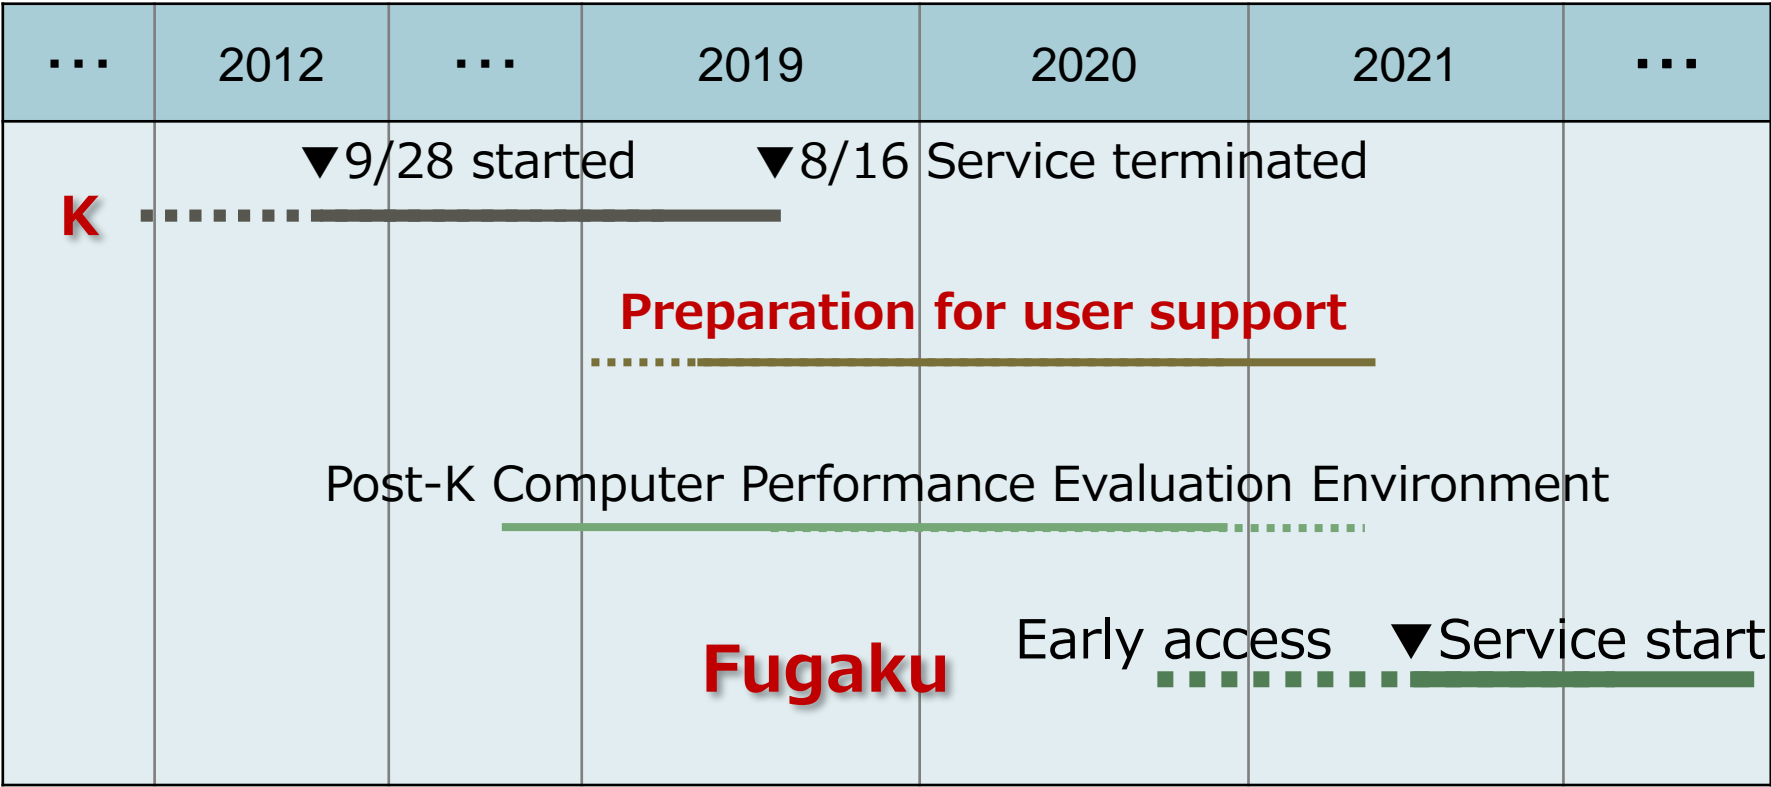 ... 2012 ... 2019 2020 2021 ...
▼9/28 started ▼8/16 Service terminated
K
Preparation for user support
Post-K Computer Performance Evaluation Environment
Early access ▼Service start
Fugaku